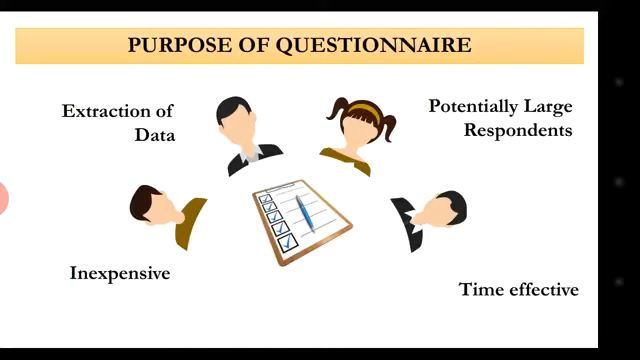 PURPOSE OF QUESTIONNAIRE
Extraction of
Data
Potentially Large
Respondents
Inexpensive
Time effective